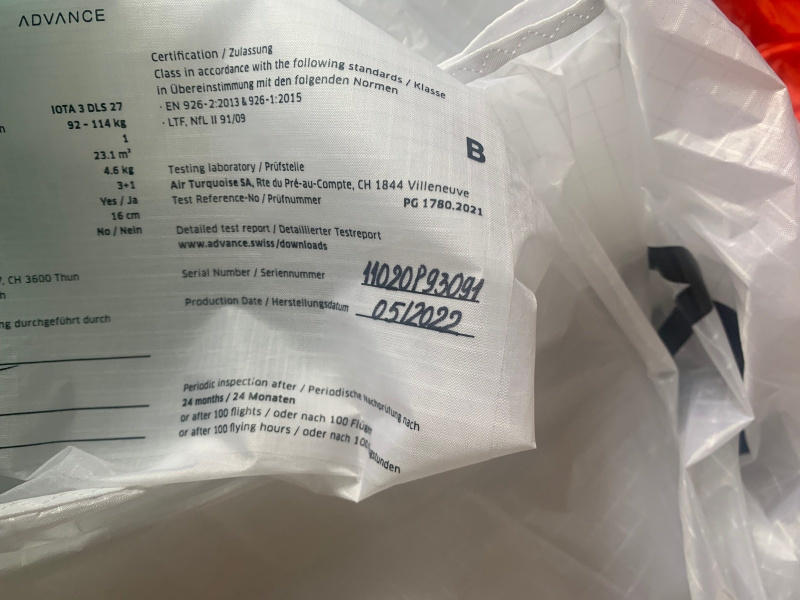 ADVANCE
IOTA 3 DLS 27
92 - 114 kg
1
23.1 m²
4.6 kg
3+1
Yes / Ja
16 cm
No / Nein
, CH 3600 Thun
durchgeführt durch
Certification / Zulassung
Class in accordance with the following standards / Klasse
in Übereinstimmung mit den folgenden Normen
· EN 926-2:2013 & 926-1:2015
· LTF, NfL II 91/09
B
Testing laboratory / Prüfstelle
Air Turquoise SA, Rte du Pré-au-Compte, CH 1844 Villeneuve
Test Reference-No / Prüfnummer PG 1780.2021
Detailed test report / Detaillierter Testreport
www.advance.swiss/downloads
Serial Number / Seriennummer 11020P93091
Production Date / Herstellungsdatum 05/2022
Periodic inspection after / Periodische Nachprüfung nach
24 months / 24 Monaten
or after 100 flights / oder nach 100
or after 100 flying hours / oder nach